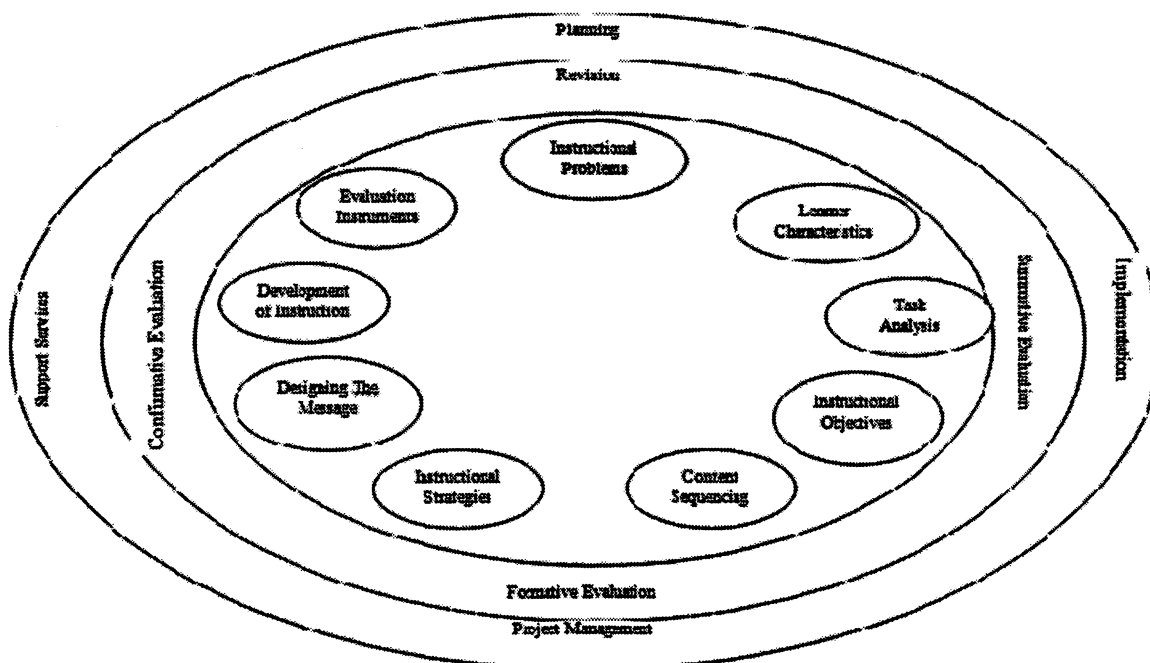 Planning
Revision
Instructional
Problems
Evaluation
Instruments
Learner
Characteristics
Development
of Instruction
Task
Analysis
Designing The
Message
Instructional
Objectives
Instructional
Strategies
Content
Sequencing
Support Services
Confirmative Evaluation
Summative Evaluation
Implementation
Formative Evaluation
Project Management